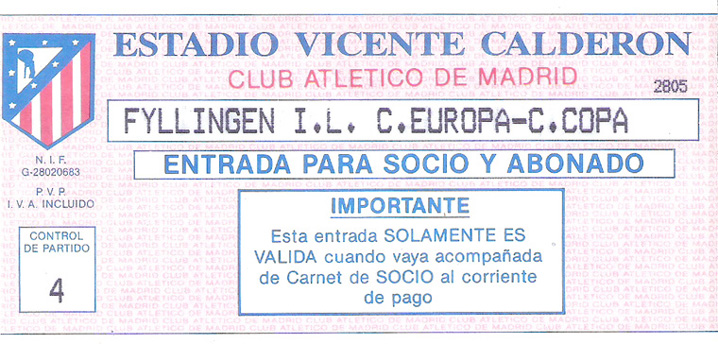 ESTADIO VICENTE CALDERON
CLUB ATLETICO DE MADRID
2805
FYLLINGEN I.L. C.EUROPA-C.COPA
ENTRADA PARA SOCIO Y ABONADO
N. I. F.
G-28020683
P. V. P.
I. V. A. INCLUIDO
CONTROL
DE PARTIDO
4
IMPORTANTE
Esta entrada SOLAMENTE ES
VALIDA cuando vaya acompañada
de Carnet de SOCIO al corriente
de pago